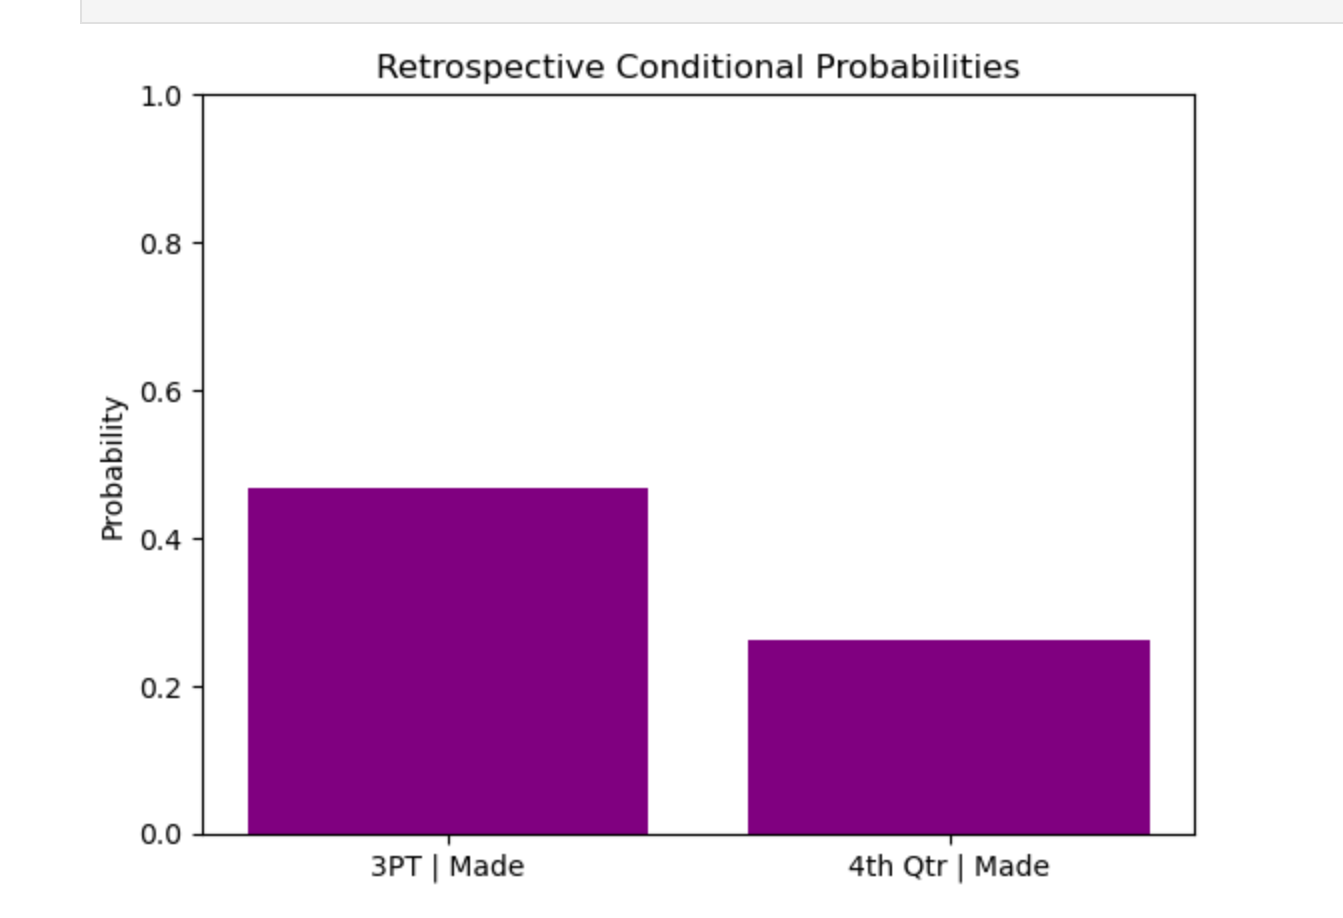 Retrospective Conditional Probabilities
1.0
0.8
0.6
0.4
0.2
0.0
Probability
3PT | Made
4th Qtr | Made